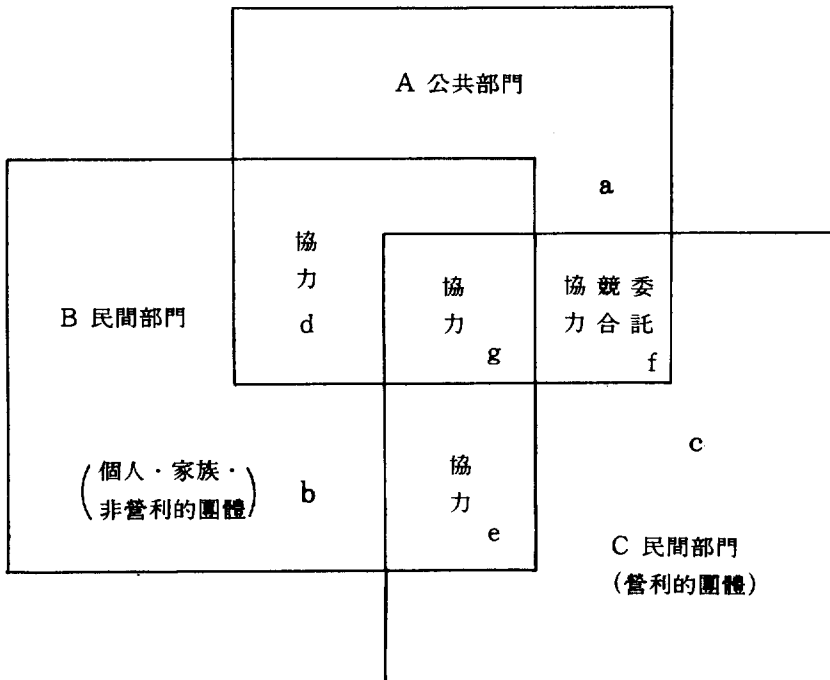 A 公共部門
a
協力
d
B 民間部門
協力
g
協力
競合
委託
f
c
(個人・家族・
非營利的團體)
b
協力
e
C 民間部門
(營利的團體)